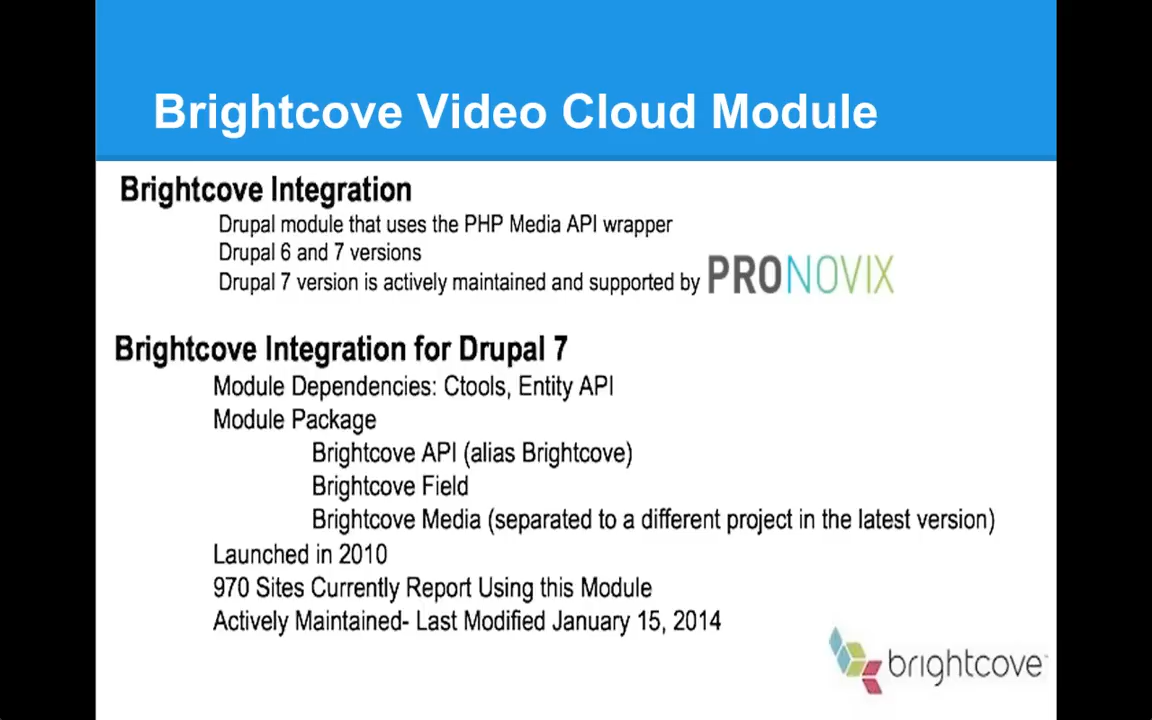 Brightcove Video Cloud Module
Brightcove Integration
Drupal module that uses the PHP Media API wrapper
Drupal 6 and 7 versions
Drupal 7 version is actively maintained and supported by PRONOVIX
Brightcove Integration for Drupal 7
Module Dependencies: Ctools, Entity API
Module Package
Brightcove API (alias Brightcove)
Brightcove Field
Brightcove Media (separated to a different project in the latest version)
Launched in 2010
970 Sites Currently Report Using this Module
Actively Maintained- Last Modified January 15, 2014
brightcove™